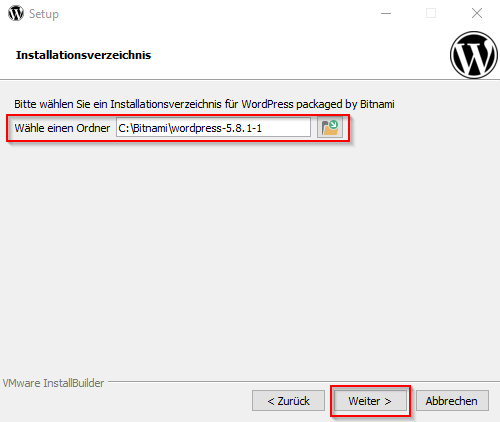 Setup
Installationsverzeichnis
Bitte wählen Sie ein Installationsverzeichnis für WordPress packaged by Bitnami
Wähle einen Ordner C:\Bitnami\wordpress-5.8.1-1
VMware InstallBuilder
< Zurück Weiter > Abbrechen